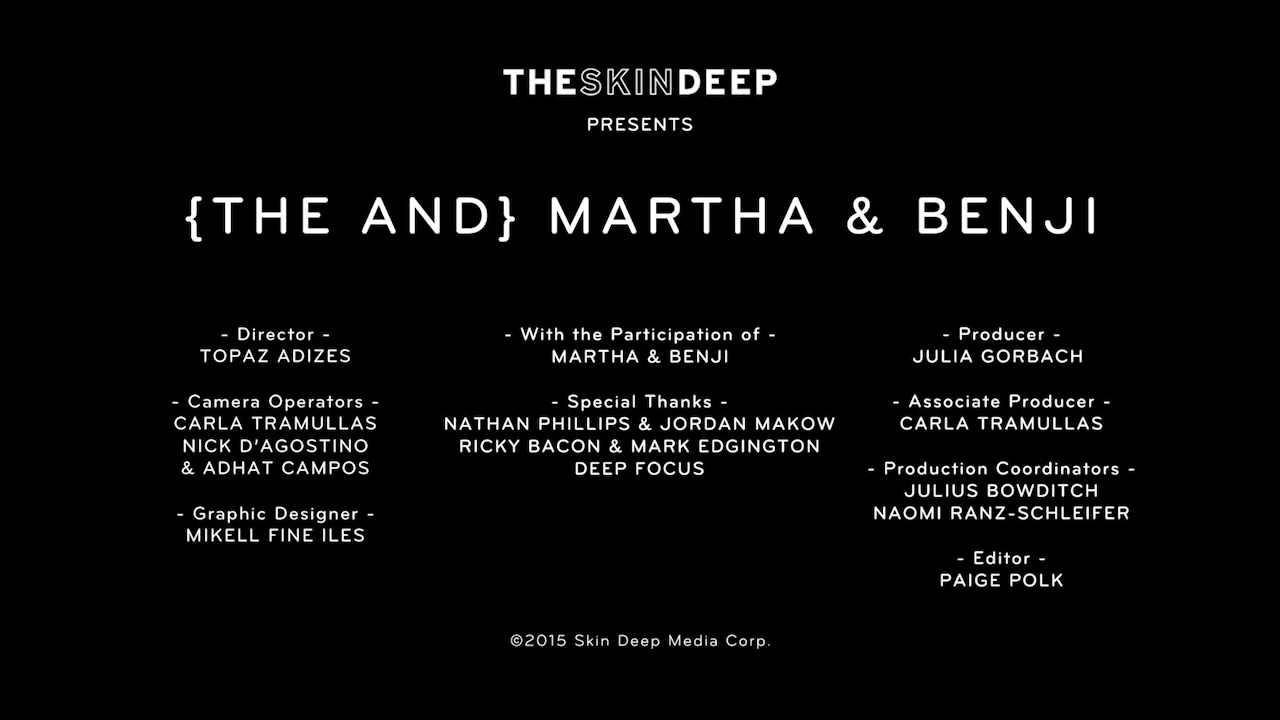 THESKINDEEP
PRESENTS
{THE AND} MARTHA & BENJI
- Director -
TOPAZ ADIZES
- Camera Operators -
CARLA TRAMULLAS
NICK D'AGOSTINO
& ADHAT CAMPOS
- Graphic Designer -
MIKELL FINE ILES
- With the Participation of -
MARTHA & BENJI
- Special Thanks -
NATHAN PHILLIPS & JORDAN MAKOW
RICKY BACON & MARK EDGINGTON
DEEP FOCUS
- Producer -
JULIA GORBACH
- Associate Producer -
CARLA TRAMULLAS
- Production Coordinators -
JULIUS BOWDITCH
NAOMI RANZ-SCHLEIFER
- Editor -
PAIGE POLK
©2015 Skin Deep Media Corp.